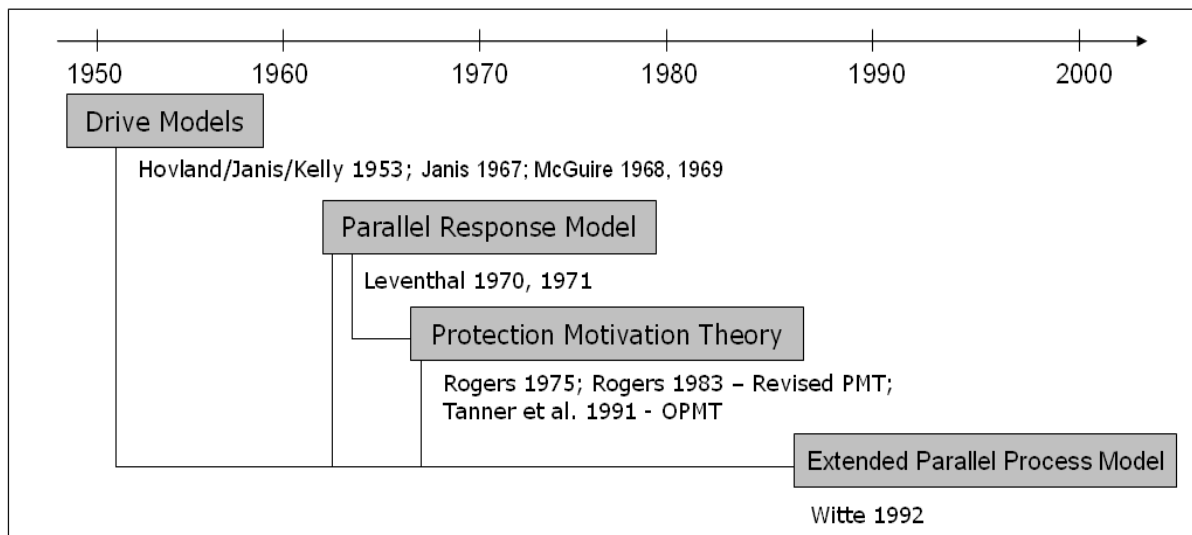 1950 1960 1970 1980 1990 2000
Drive Models
Hovland/Janis/Kelly 1953; Janis 1967; McGuire 1968, 1969
Parallel Response Model
Leventhal 1970, 1971
Protection Motivation Theory
Rogers 1975; Rogers 1983 – Revised PMT;
Tanner et al. 1991 - OPMT
Extended Parallel Process Model
Witte 1992